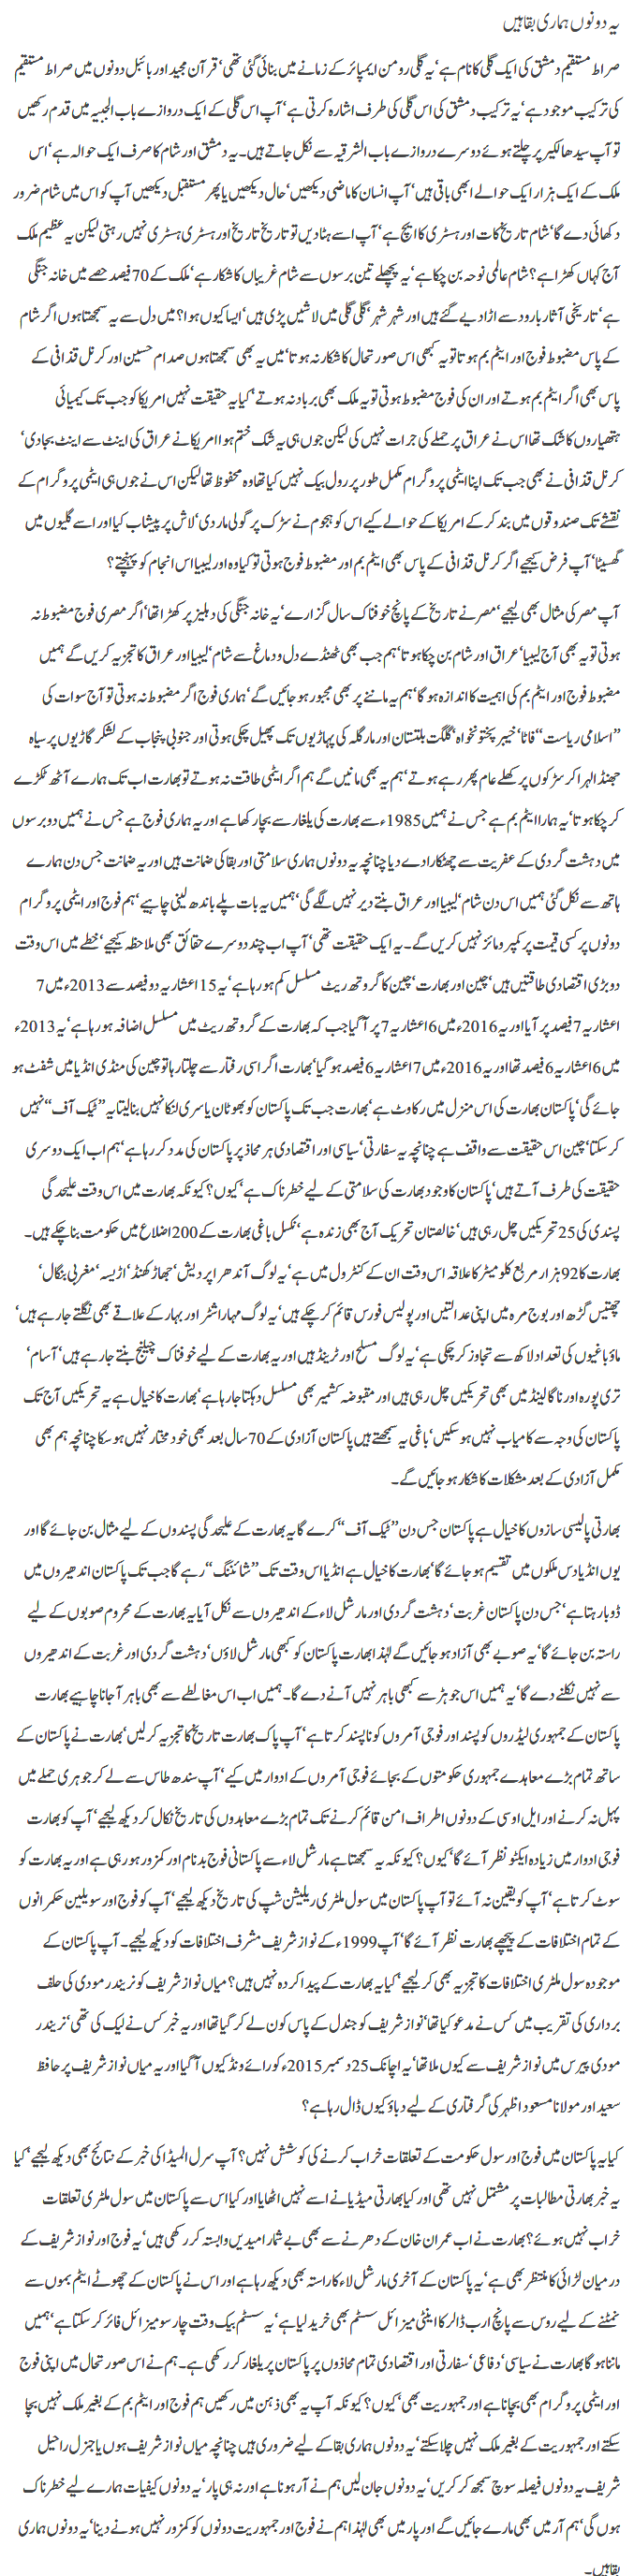 یہ دونوں ہماری بقا ہیں
صراط مستقیم دمشق کی ایک گلی کا نام ہے‘ یہ گلی رومن ایمپائر کے زمانے میں بنائی گئی تھی‘ قرآن مجید اور بائبل دونوں میں صراط مستقیم
کی ترکیب موجود ہے‘ یہ ترکیب دمشق کی اس گلی کی طرف اشارہ کرتی ہے‘ آپ اس گلی کے ایک دروازے باب الجبیہ میں قدم رکھیں
تو آپ سیدھا لکیر پر چلتے ہوئے دوسرے دروازے باب الشرقیہ سے نکل جاتے ہیں۔ یہ دمشق اور شام کا صرف ایک حوالہ ہے‘ اس
ملک کے ایک ہزار ایک حوالے ابھی باقی ہیں‘ آپ انسان کا ماضی دیکھیں‘ حال دیکھیں یا پھر مستقبل دیکھیں آپ کو اس میں شام ضرور
دکھائی دے گا‘ شام تاریخ کا ت اور ہسٹری کا ایچ ہے‘ آپ اسے ہٹا دیں تو تاریخ تاریخ اور ہسٹری ہسٹری نہیں رہتی لیکن یہ عظیم ملک
آج کہاں کھڑا ہے؟ شام عالمی نوحہ بن چکا ہے‘ یہ پچھلے تین برسوں سے شام غریباں کا شکار ہے‘ ملک کے 70 فیصد حصے میں خانہ جنگی
ہے‘ تاریخی آثار بارود سے اڑا دیے گئے ہیں اور شہر شہر‘ گلی گلی میں لاشیں پڑی ہیں‘ ایسا کیوں ہوا؟ میں دل سے یہ سمجھتا ہوں اگر شام
کے پاس مضبوط فوج اور ایٹم بم ہوتا تو یہ کبھی اس صورتحال کا شکار نہ ہوتا‘ میں یہ بھی سمجھتا ہوں صدام حسین اور کرنل قذافی کے
پاس بھی اگر ایٹم بم ہوتے اور ان کی فوج مضبوط ہوتی تو یہ ملک بھی برباد نہ ہوتے‘ کیا یہ حقیقت نہیں امریکا کو جب تک کیمیائی
ہتھیاروں کا شک تھا اس نے عراق پر حملے کی جرات نہیں کی لیکن جوں ہی یہ شک ختم ہوا امریکا نے عراق کی اینٹ سے اینٹ بجا دی‘
کرنل قذافی نے بھی جب تک اپنا ایٹمی پروگرام مکمل طور پر رول بیک نہیں کیا تھا وہ محفوظ تھا لیکن اس نے جوں ہی ایٹمی پروگرام کے
نقشے تک صندوقوں میں بند کر کے امریکا کے حوالے کیے اس کو ہجوم نے سڑک پر گولی مار دی‘ لاش پر پیشاب کیا اور اسے گلیوں میں
گھسیٹا‘ آپ فرض کیجیے اگر کرنل قذافی کے پاس بھی ایٹم بم اور مضبوط فوج ہوتی تو کیا وہ اور لیبیا اس انجام کو پہنچتے؟
آپ مصر کی مثال بھی لیجیے‘ مصر نے تاریخ کے پانچ خوفناک سال گزارے‘ یہ خانہ جنگی کی دہلیز پر کھڑا تھا‘ اگر مصری فوج مضبوط نہ
ہوتی تو یہ بھی آج لیبیا‘ عراق اور شام بن چکا ہوتا‘ ہم جب بھی ٹھنڈے دل و دماغ سے شام‘ لیبیا اور عراق کا تجزیہ کریں گے ہمیں
مضبوط فوج اور ایٹم بم کی اہمیت کا اندازہ ہو گا‘ ہم یہ ماننے پر بھی مجبور ہو جائیں گے‘ ہماری فوج اگر مضبوط نہ ہوتی تو آج سوات کی
’’اسلامی ریاست‘‘ فاٹا‘ خیبر پختونخواہ‘ گلگت بلتستان اور مارگلہ کی پہاڑیوں تک پھیل چکی ہوتی اور جنوبی پنجاب کے لشکر گاڑیوں پر سیاہ
جھنڈا لہرا کر سڑکوں پر کھلے عام پھر رہے ہوتے‘ ہم یہ بھی مانیں گے ہم اگر ایٹمی طاقت نہ ہوتے تو بھارت اب تک ہمارے آٹھ ٹکڑے
کر چکا ہوتا‘ یہ ہمارا ایٹم بم ہے جس نے ہمیں 1985ء سے بھارت کی یلغار سے بچا رکھا ہے اور یہ ہماری فوج ہے جس نے ہمیں دو برسوں
میں دہشت گردی کے عفریت سے چھٹکارا دے دیا چنانچہ یہ دونوں ہماری سلامتی اور بقا کی ضمانت ہیں اور یہ ضمانت جس دن ہمارے
ہاتھ سے نکل گئی ہمیں اس دن شام‘ لیبیا اور عراق بنتے دیر نہیں لگے گی‘ ہمیں یہ بات پلے باندھ لینی چاہیے‘ ہم فوج اور ایٹمی پروگرام
دونوں پر کسی قیمت پر کمپرومائز نہیں کریں گے۔ یہ ایک حقیقت تھی‘ آپ اب چند دوسرے حقائق بھی ملاحظہ کیجیے‘ خطے میں اس وقت
دو بڑی اقتصادی طاقتیں ہیں‘ چین اور بھارت‘ چین کا گروتھ ریٹ مسلسل کم ہو رہا ہے‘ یہ 15 اعشاریہ دو فیصد سے 2013ء میں 7
اعشاریہ 7 فیصد پر آیا اور یہ 2016ء میں 6 اعشاریہ 7 پر آگیا جب کہ بھارت کے گروتھ ریٹ میں مسلسل اضافہ ہو رہا ہے‘ یہ 2013ء
میں 6 اعشاریہ 6 فیصد تھا اور یہ 2016ء میں 7 اعشاریہ 6 فیصد ہو گیا‘ بھارت اگر اسی رفتار سے چلتا رہا تو چین کی منڈی انڈیا میں شفٹ ہو
جائے گی‘ پاکستان بھارت کی اس منزل میں رکاوٹ ہے‘ بھارت جب تک پاکستان کو بھوٹان یا سری لنکا نہیں بنا لیتا یہ ’’ٹیک آف‘‘ نہیں
کر سکتا‘ چین اس حقیقت سے واقف ہے چنانچہ یہ سفارتی‘ سیاسی اور اقتصادی ہر محاذ پر پاکستان کی مدد کر رہا ہے‘ ہم اب ایک دوسری
حقیقت کی طرف آتے ہیں‘ پاکستان کا وجود بھارت کی سلامتی کے لیے خطرناک ہے‘ کیوں؟ کیونکہ بھارت میں اس وقت علیحدگی
پسندی کی 25 تحریکیں چل رہی ہیں‘ خالصتان تحریک آج بھی زندہ ہے‘ نکسل باغی بھارت کے 200 اضلاع میں حکومت بنا چکے ہیں۔
بھارت کا 92 ہزار مربع کلومیٹر کا علاقہ اس وقت ان کے کنٹرول میں ہے‘ یہ لوگ آندھرا پردیش‘ جھاڑ کھنڈ‘ اڑیسہ‘ مغربی بنگال‘
چھتیس گڑھ اور بوج مرہ میں اپنی عدالتیں اور پولیس فورس قائم کر چکے ہیں‘ یہ لوگ مہاراشٹر اور بہار کے علاقے بھی نگلتے جا رہے ہیں‘
ماؤ باغیوں کی تعداد لاکھ سے تجاوز کر چکی ہے‘ یہ لوگ مسلح اور ٹرینڈ ہیں اور یہ بھارت کے لیے خوفناک چیلنج بنتے جا رہے ہیں‘ آسام‘
تری پورہ اور ناگا لینڈ میں بھی تحریکیں چل رہی ہیں اور مقبوضہ کشمیر بھی مسلسل دہکتا جا رہا ہے‘ بھارت کا خیال ہے یہ تحریکیں آج تک
پاکستان کی وجہ سے کامیاب نہیں ہو سکیں‘ باغی یہ سمجھتے ہیں پاکستان آزادی کے 70 سال بعد بھی خود مختار نہیں ہو سکا چنانچہ ہم بھی
مکمل آزادی کے بعد مشکلات کا شکار ہو جائیں گے۔
بھارتی پالیسی سازوں کا خیال ہے پاکستان جس دن ’’ٹیک آف‘‘ کرے گا یہ بھارت کے علیحدگی پسندوں کے لیے مثال بن جائے گا اور
یوں انڈیا دس ملکوں میں تقسیم ہو جائے گا‘ بھارت کا خیال ہے انڈیا اس وقت تک ’’شائننگ‘‘ رہے گا جب تک پاکستان اندھیروں میں
ڈوبا رہتا ہے‘ جس دن پاکستان غربت‘ دہشت گردی اور مارشل لاء کے اندھیروں سے نکل آیا یہ بھارت کے محروم صوبوں کے لیے
راستہ بن جائے گا‘ یہ صوبے بھی آزاد ہو جائیں گے لہٰذا بھارت پاکستان کو کبھی مارشل لاؤں‘ دہشت گردی اور غربت کے اندھیروں
سے نہیں نکلنے دے گا‘ یہ ہمیں اس جوہڑ سے کبھی باہر نہیں آنے دے گا۔ ہمیں اب اس مغالطے سے بھی باہر آ جانا چاہیے بھارت
پاکستان کے جمہوری لیڈروں کو پسند اور فوجی آمروں کو ناپسند کرتا ہے‘ آپ پاک بھارت تاریخ کا تجزیہ کر لیں‘ بھارت نے پاکستان کے
ساتھ تمام بڑے معاہدے جمہوری حکومتوں کے بجائے فوجی آمروں کے ادوار میں کیے‘ آپ سندھ طاس سے لے کر جوہری حملے میں
پہل نہ کرنے اور ایل او سی کے دونوں اطراف امن قائم کرنے تک تمام بڑے معاہدوں کی تاریخ نکال کر دیکھ لیجیے‘ آپ کو بھارت
فوجی ادوار میں زیادہ ایکٹو نظر آئے گا‘ کیوں؟ کیونکہ یہ سمجھتا ہے مارشل لاء سے پاکستانی فوج بدنام اور کمزور ہو رہی ہے اور یہ بھارت کو
سوٹ کرتا ہے‘ آپ کو یقین نہ آئے تو آپ پاکستان میں سول ملٹری ریلیشن شپ کی تاریخ دیکھ لیجیے‘ آپ کو فوج اور سویلین حکمرانوں
کے تمام اختلافات کے پیچھے بھارت نظر آئے گا‘ آپ 1999ء کے نواز شریف مشرف اختلافات کو دیکھ لیجیے۔ آپ پاکستان کے
موجودہ سول ملٹری اختلافات کا تجزیہ بھی کر لیجیے‘ کیا یہ بھارت کے پیدا کردہ نہیں ہیں؟ میاں نواز شریف کو نریندر مودی کی حلف
برداری کی تقریب میں کس نے مدعو کیا تھا‘ نواز شریف کو جندل کے پاس کون لے کر گیا تھا اور یہ خبر کس نے لیک کی تھی‘ نریندر
مودی پیرس میں نواز شریف سے کیوں ملا تھا‘ یہ اچانک 25 دسمبر 2015ء کو رائے ونڈ کیوں آ گیا اور یہ میاں نواز شریف پر حافظ
سعید اور مولانا مسعود اظہر کی گرفتاری کے لیے دباؤ کیوں ڈال رہا ہے؟
کیا یہ پاکستان میں فوج اور سول حکومت کے تعلقات خراب کرنے کی کوشش نہیں؟ آپ سرل المیڈا کی خبر کے نتائج بھی دیکھ لیجیے‘ کیا
یہ خبر بھارتی مطالبات پر مشتمل نہیں تھی اور کیا بھارتی میڈیا نے اسے نہیں اٹھایا اور کیا اس سے پاکستان میں سول ملٹری تعلقات
خراب نہیں ہوئے؟ بھارت نے اب عمران خان کے دھرنے سے بھی بے شمار امیدیں وابستہ کر رکھی ہیں‘ یہ فوج اور نواز شریف کے
درمیان لڑائی کا منتظر بھی ہے‘ یہ پاکستان کے آخری مارشل لاء کا راستہ بھی دیکھ رہا ہے اور اس نے پاکستان کے چھوٹے ایٹم بموں سے
نمٹنے کے لیے روس سے پانچ ارب ڈالر کا اینٹی میزائل سسٹم بھی خرید لیا ہے‘ یہ سسٹم بیک وقت چار سو میزائل فائر کر سکتا ہے‘ ہمیں
ماننا ہو گا بھارت نے سیاسی‘ دفاعی‘ سفارتی اور اقتصادی تمام محاذوں پر پاکستان پر یلغار کر رکھی ہے۔ ہم نے اس صورتحال میں اپنی فوج
اور ایٹمی پروگرام بھی بچانا ہے اور جمہوریت بھی‘ کیوں؟ کیونکہ آپ یہ بھی ذہن میں رکھیں ہم فوج اور ایٹم بم کے بغیر ملک نہیں بچا
سکتے اور جمہوریت کے بغیر ملک نہیں چلا سکتے‘ یہ دونوں ہماری بقا کے لیے ضروری ہیں چنانچہ میاں نواز شریف ہوں یا جنرل راحیل
شریف یہ دونوں فیصلہ سوچ سمجھ کر کریں‘ یہ دونوں جان لیں ہم نے آر ہونا ہے اور نہ ہی پار‘ یہ دونوں کیفیات ہمارے لیے خطرناک
ہوں گی‘ ہم آر میں بھی مارے جائیں گے اور پار میں بھی لہٰذا ہم نے فوج اور جمہوریت دونوں کو کمزور نہیں ہونے دینا‘ یہ دونوں ہماری
بقا ہیں۔